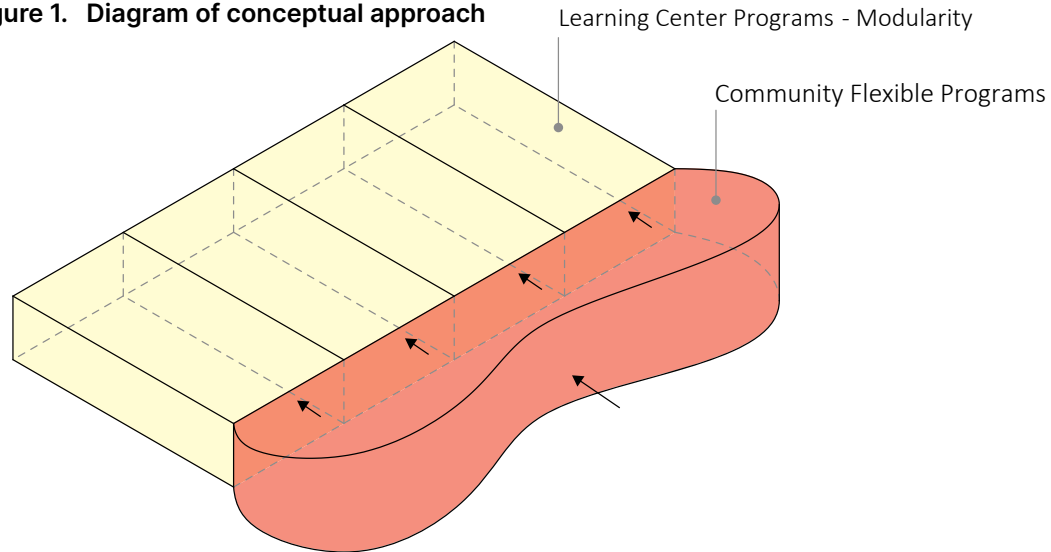 gure 1. Diagram of conceptual approach
Learning Center Programs - Modularity
Community Flexible Programs